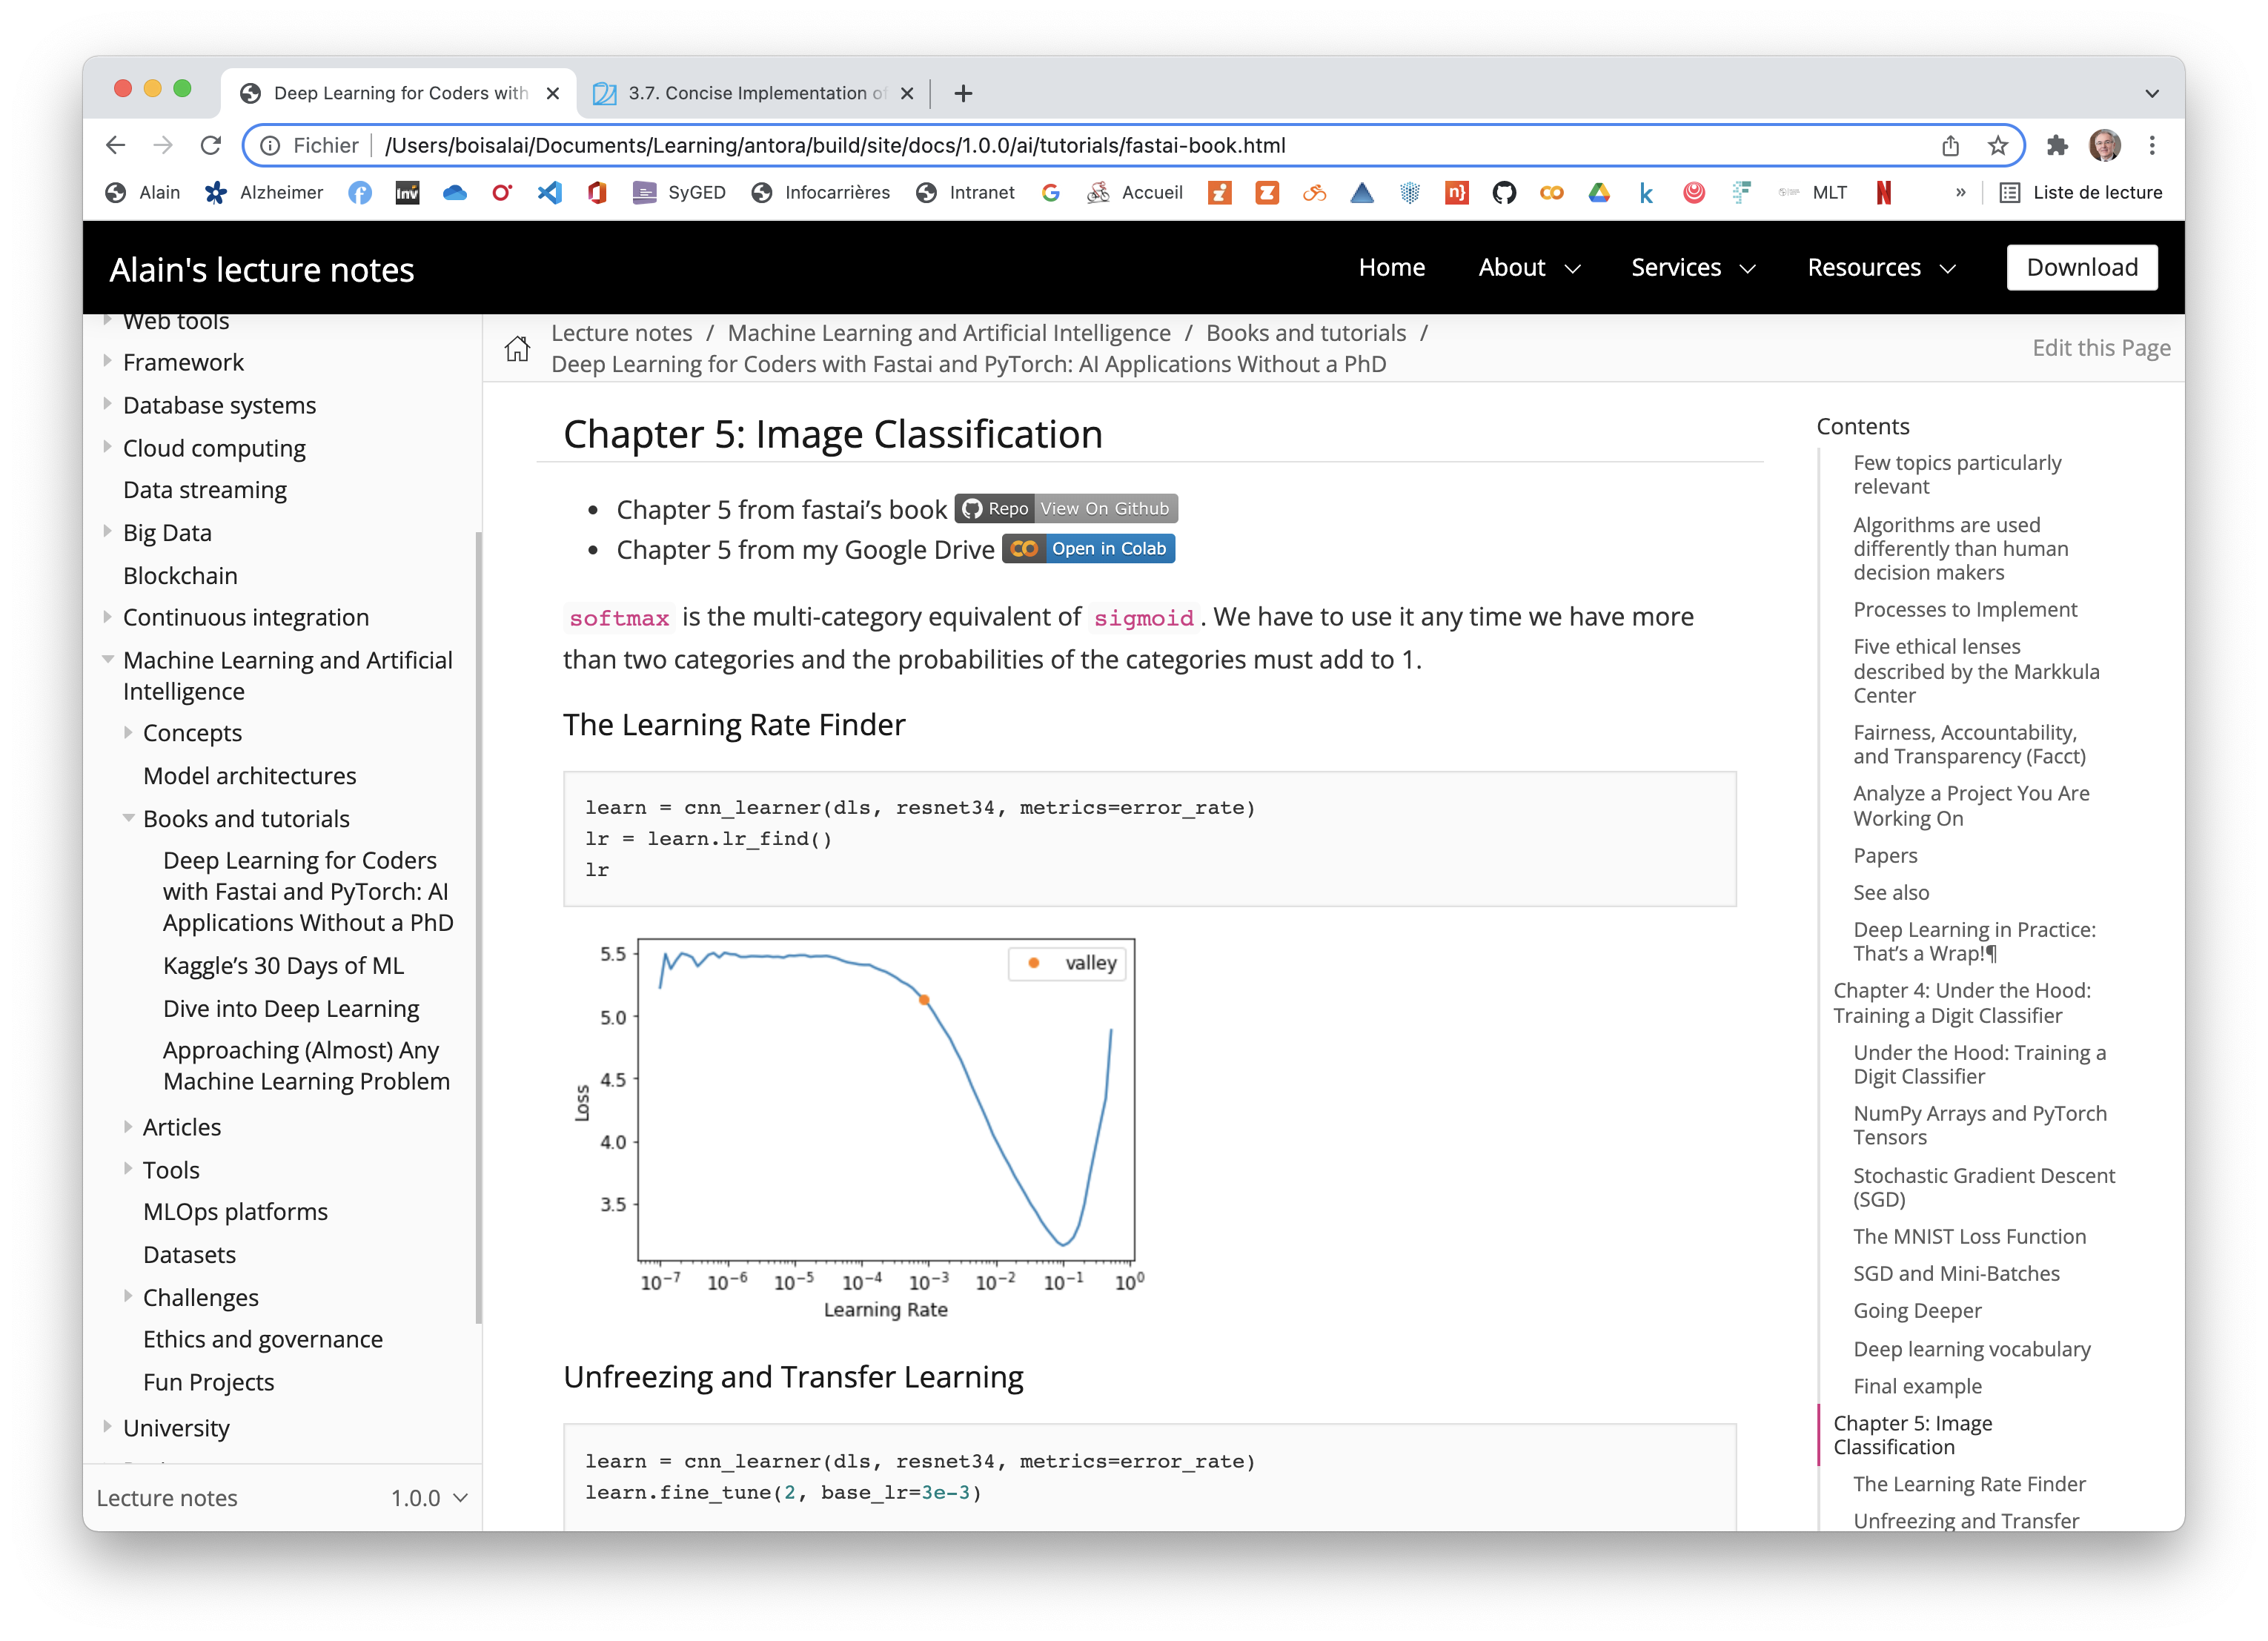 Deep Learning for Coders with
3.7. Concise Implementation of
Fichier
/Users/boisalai/Documents/Learning/antora/build/site/docs/1.0.0/ai/tutorials/fastai-book.html
Alain
Alzheimer
SyGED
Infocarrières
Intranet
Accueil
MLT
»
Liste de lecture
Alain's lecture notes
Home
About
Services
Resources
Download
Web tools
Framework
Database systems
Cloud computing
Data streaming
Big Data
Blockchain
Continuous integration
Machine Learning and Artificial
Intelligence
Concepts
Model architectures
Books and tutorials
Deep Learning for Coders
with Fastai and PyTorch: AI
Applications Without a PhD
Kaggle’s 30 Days of ML
Dive into Deep Learning
Approaching (Almost) Any
Machine Learning Problem
Articles
Tools
MLOps platforms
Datasets
Challenges
Ethics and governance
Fun Projects
University
Lecture notes
1.0.0
Lecture notes / Machine Learning and Artificial Intelligence / Books and tutorials /
Deep Learning for Coders with Fastai and PyTorch: AI Applications Without a PhD
Edit this Page
Chapter 5: Image Classification
• Chapter 5 from fastai’s book Repo View On Github
• Chapter 5 from my Google Drive Open in Colab
softmax is the multi-category equivalent of sigmoid. We have to use it any time we have more
than two categories and the probabilities of the categories must add to 1.
The Learning Rate Finder
learn = cnn_learner(dls, resnet34, metrics=error_rate)
lr = learn.lr_find()
lr
5.5
5.0
4.5
4.0
3.5
Loss
valley
10⁻⁷ 10⁻⁶ 10⁻⁵ 10⁻⁴ 10⁻³ 10⁻² 10⁻¹ 10⁰
Learning Rate
Unfreezing and Transfer Learning
learn = cnn_learner(dls, resnet34, metrics=error_rate)
learn.fine_tune(2, base_lr=3e-3)
Contents
Few topics particularly
relevant
Algorithms are used
differently than human
decision makers
Processes to Implement
Five ethical lenses
described by the Markkula
Center
Fairness, Accountability,
and Transparency (Facct)
Analyze a Project You Are
Working On
Papers
See also
Deep Learning in Practice:
That’s a Wrap!¶
Chapter 4: Under the Hood:
Training a Digit Classifier
Under the Hood: Training a
Digit Classifier
NumPy Arrays and PyTorch
Tensors
Stochastic Gradient Descent
(SGD)
The MNIST Loss Function
SGD and Mini-Batches
Going Deeper
Deep learning vocabulary
Final example
Chapter 5: Image
Classification
The Learning Rate Finder
Unfreezing and Transfer